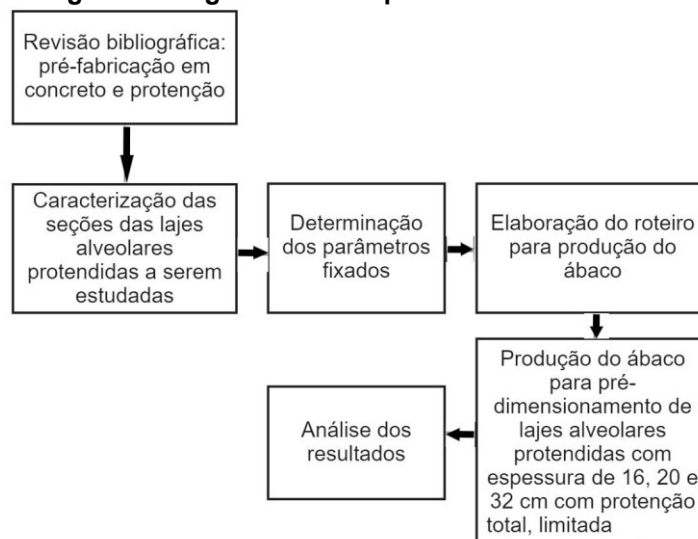 Revisão bibliográfica:
pré-fabricação em
concreto e protenção
Caracterização das
seções das lajes
alveolares
protendidas a serem
estudadas
Determinação
dos parâmetros
fixados
Elaboração do roteiro
para produção do
ábaco
Produção do ábaco
para pré-
dimensionamento de
lajes alveolares
protendidas com
espessura de 16, 20 e
32 cm com protenção
total, limitada
Análise dos
resultados